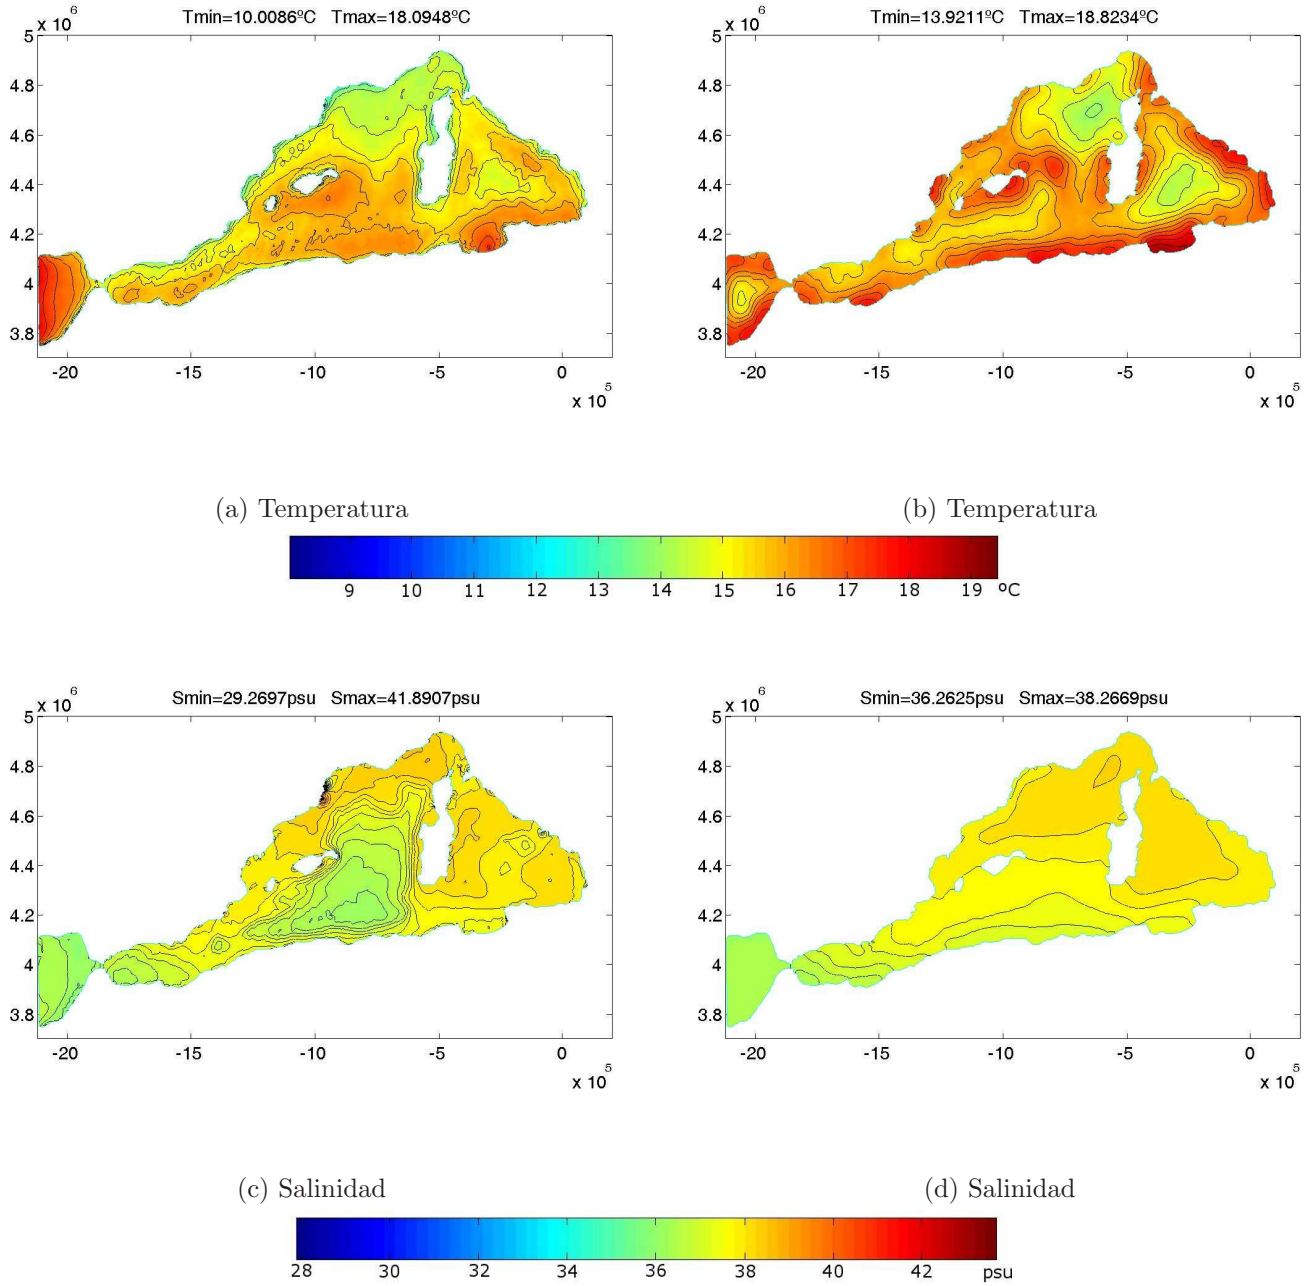 Tmin=10.0086ºC Tmax=18.0948ºC
x 10^6
5
4.8
4.6
4.4
4.2
4
3.8
-20 -15 -10 -5 0
x 10^5
Tmin=13.9211ºC Tmax=18.8234ºC
x 10^6
5
4.8
4.6
4.4
4.2
4
3.8
-20 -15 -10 -5 0
x 10^5
(a) Temperatura
(b) Temperatura
9 10 11 12 13 14 15 16 17 18 19 ºC
Smin=29.2697psu Smax=41.8907psu
x 10^6
5
4.8
4.6
4.4
4.2
4
3.8
-20 -15 -10 -5 0
x 10^5
Smin=36.2625psu Smax=38.2669psu
x 10^6
5
4.8
4.6
4.4
4.2
4
3.8
-20 -15 -10 -5 0
x 10^5
(c) Salinidad
(d) Salinidad
28 30 32 34 36 38 40 42 psu